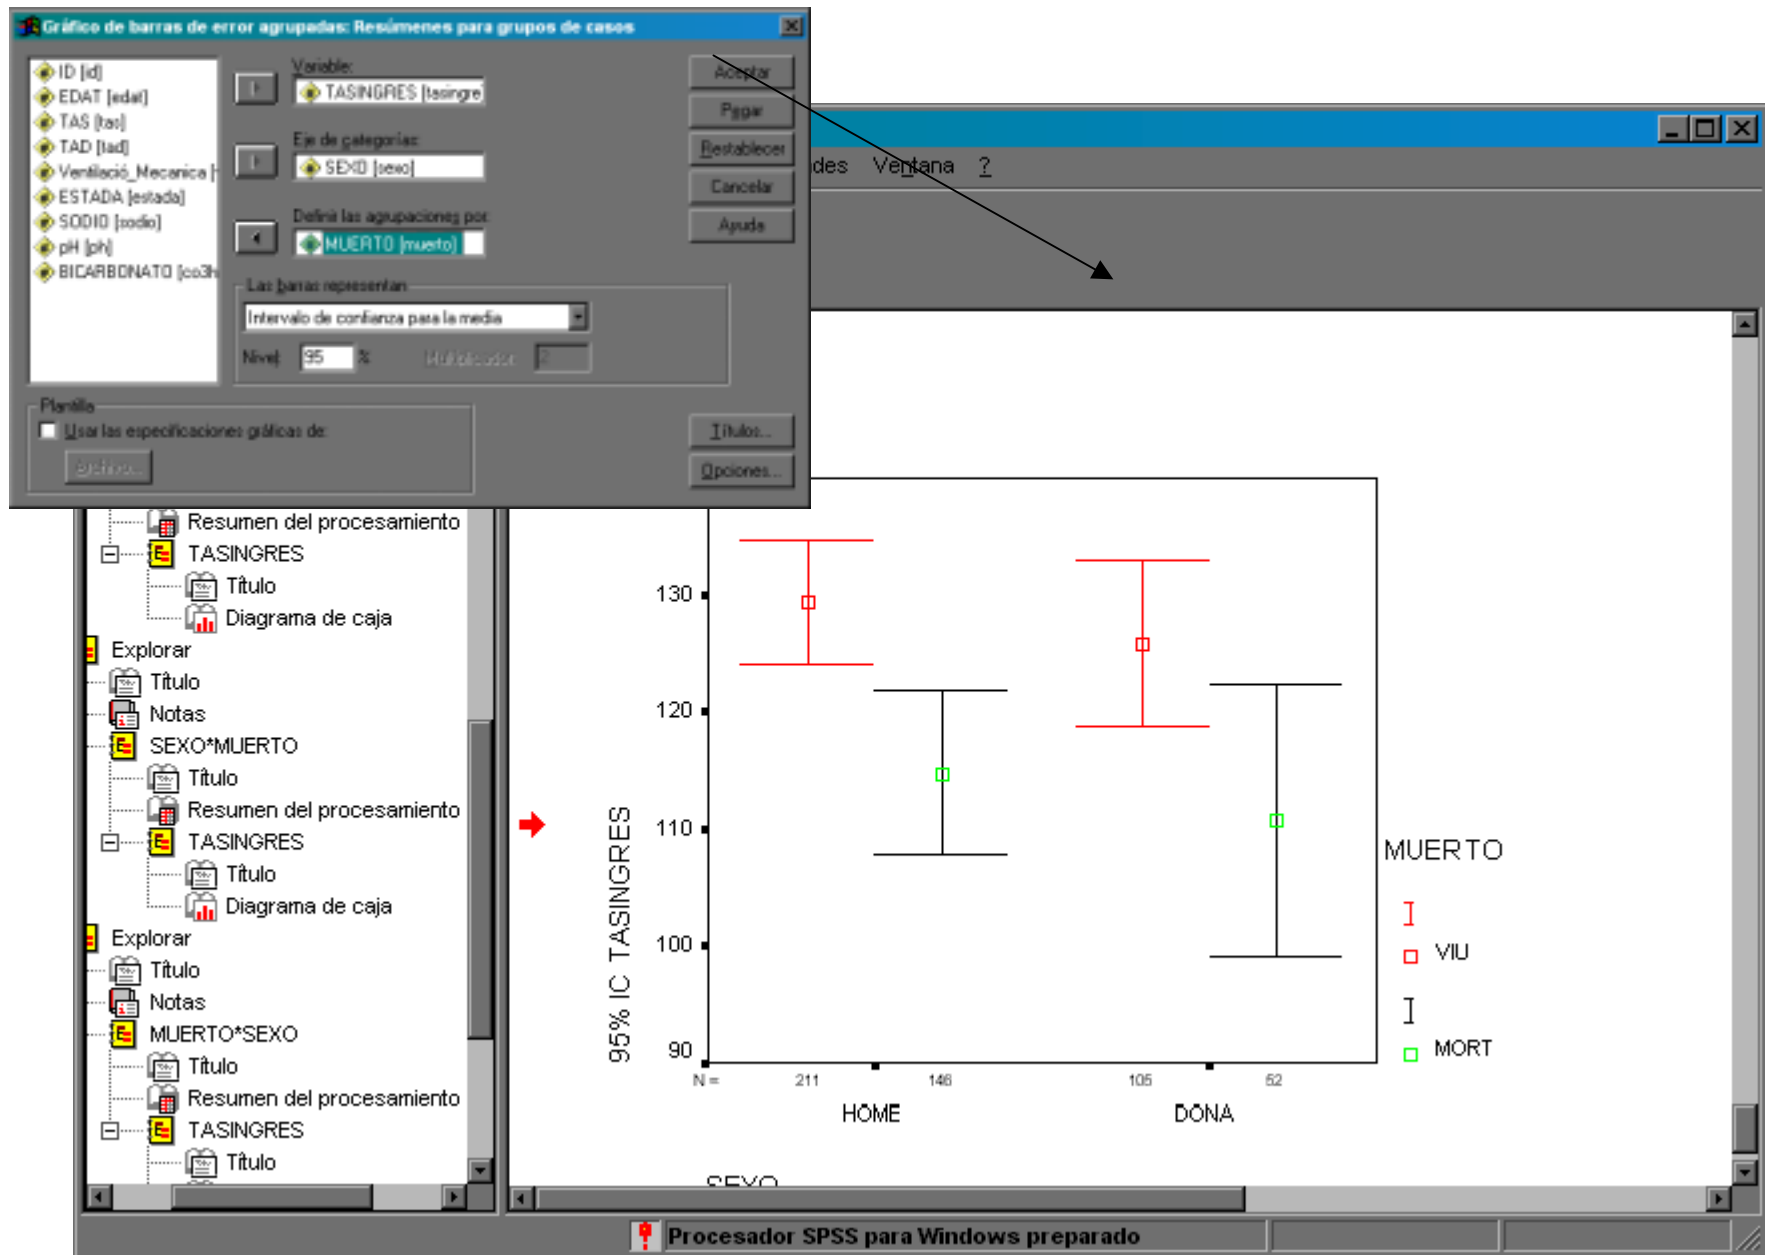 Gráfico de barras de error agrupadas: Resúmenes para grupos de casos
ID [id]
EDAT [edat]
TAS [tas]
TAD [tad]
Ventilació_Mecanica [
ESTADA [estada]
SODIO [sodio]
pH [ph]
BICARBONATO [co3h
Variable:
TASINGRES [tasingre
Eje de categorías:
SEXO [sexo]
Definir las agrupaciones por:
MUERTO [muerto]
Las barras representan
Intervalo de confianza para la media
Nivel: 95 % Multiplicador: 2
Aceptar
Pegar
Restablecer
Cancelar
Ayuda
Plantilla
Usar las especificaciones gráficas de:
Archivo...
Títulos...
Opciones...
des Ventana ?
Resumen del procesamiento
TASINGRES
Título
Diagrama de caja
Explorar
Título
Notas
SEXO*MUERTO
Título
Resumen del procesamiento
TASINGRES
Título
Diagrama de caja
Explorar
Título
Notas
MUERTO*SEXO
Título
Resumen del procesamiento
TASINGRES
Título
95% IC TASINGRES
130
120
110
100
90
N = 211 146 105 52
HOME DONA
SEXO
MUERTO
VIU
MORT
Procesador SPSS para Windows preparado